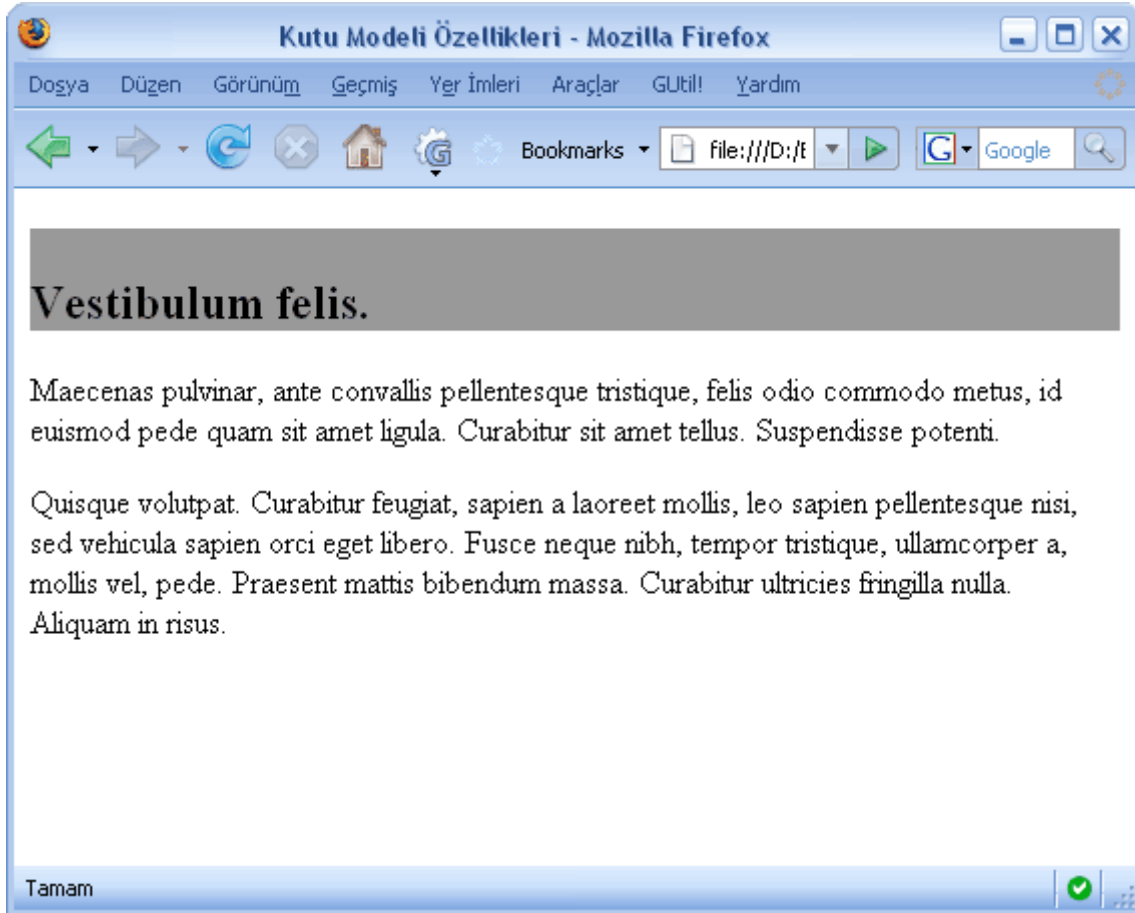 Kutu Modeli Özellikleri - Mozilla Firefox
Dosya Düzen Görünüm Geçmiş Yer İmleri Araçlar GUtil! Yardım
Bookmarks file:///D:/E G Google
Vestibulum felis.
Maecenas pulvinar, ante convallis pellentesque tristique, felis odio commodo metus, id
euismod pede quam sit amet ligula. Curabitur sit amet tellus. Suspendisse potenti.
Quisque volutpat. Curabitur feugiat, sapien a laoreet mollis, leo sapien pellentesque nisi,
sed vehicula sapien orci eget libero. Fusce neque nibh, tempor tristique, ullamcorper a,
mollis vel, pede. Praesent mattis bibendum massa. Curabitur ultricies fringilla nulla.
Aliquam in risus.
Tamam